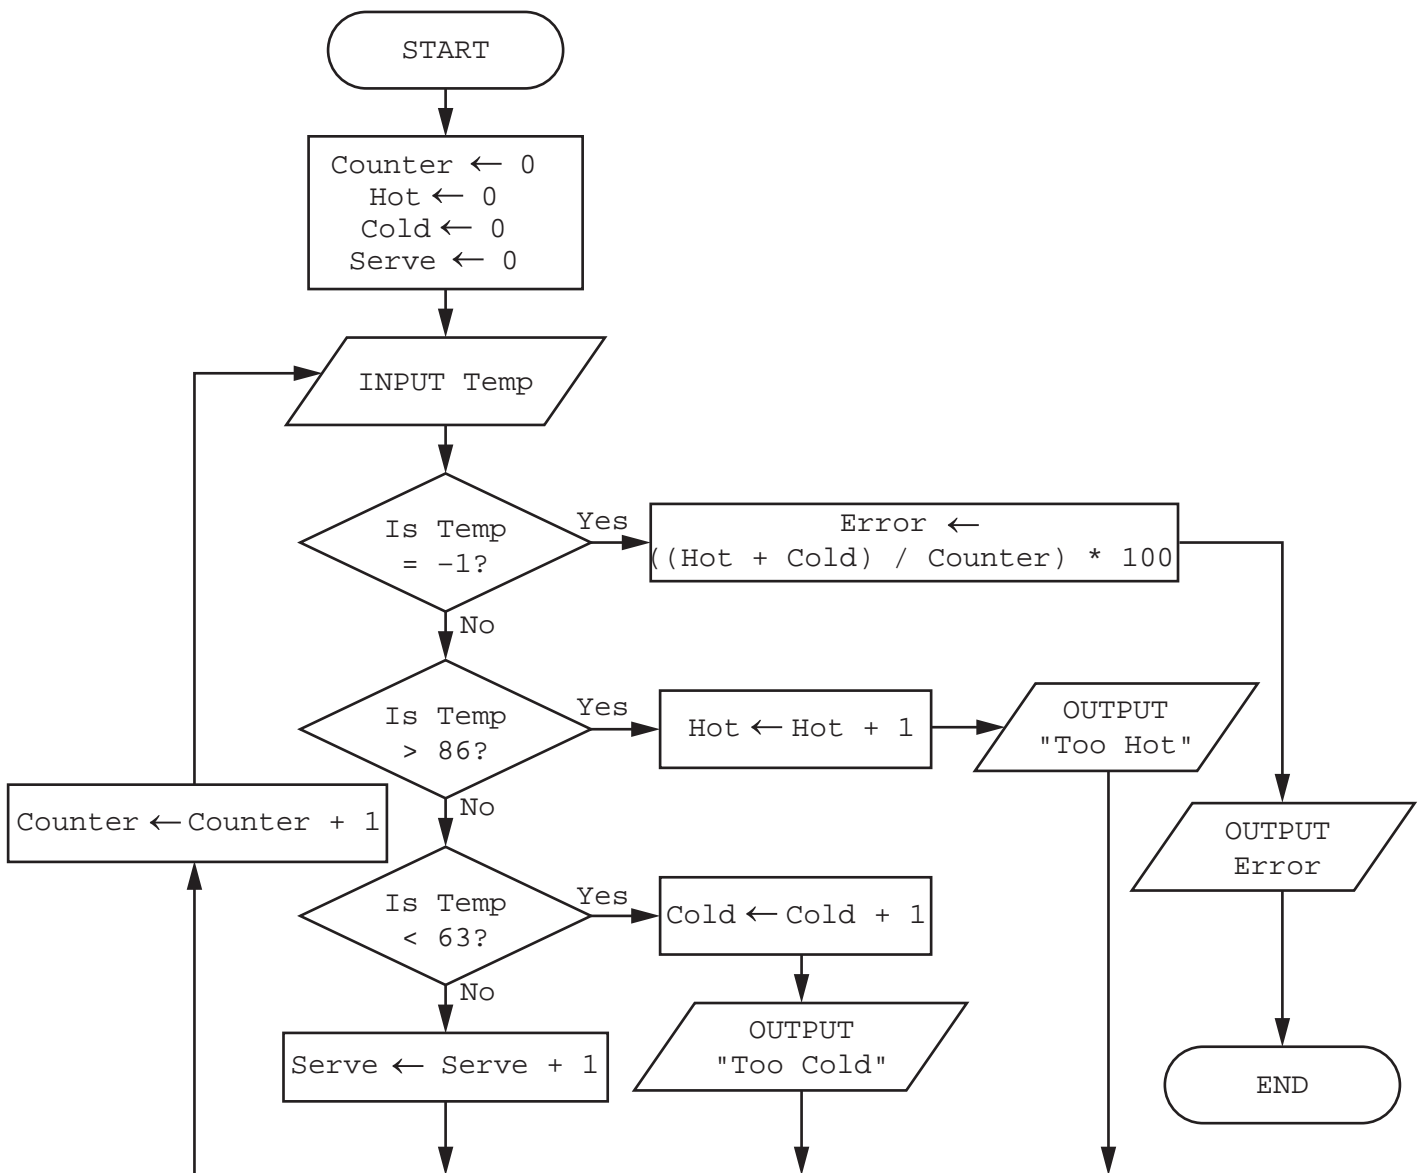 START
Counter ← 0
Hot ← 0
Cold ← 0
Serve ← 0
INPUT Temp
Is Temp
= –1?
Yes
Error ←
((Hot + Cold) / Counter) * 100
No
Is Temp
> 86?
Yes
Hot ← Hot + 1
OUTPUT
"Too Hot"
No
Counter ← Counter + 1
OUTPUT
Error
Is Temp
< 63?
Yes
Cold ← Cold + 1
No
Serve ← Serve + 1
OUTPUT
"Too Cold"
END